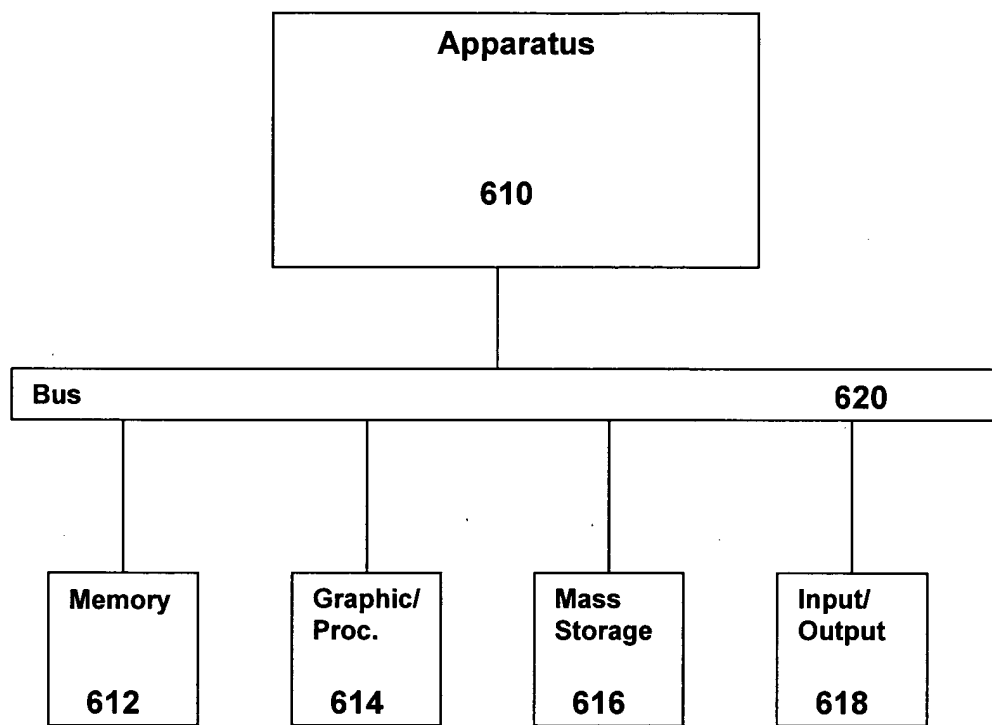 Apparatus
610
Bus 620
Memory
612
Graphic/
Proc.
614
Mass
Storage
616
Input/
Output
618